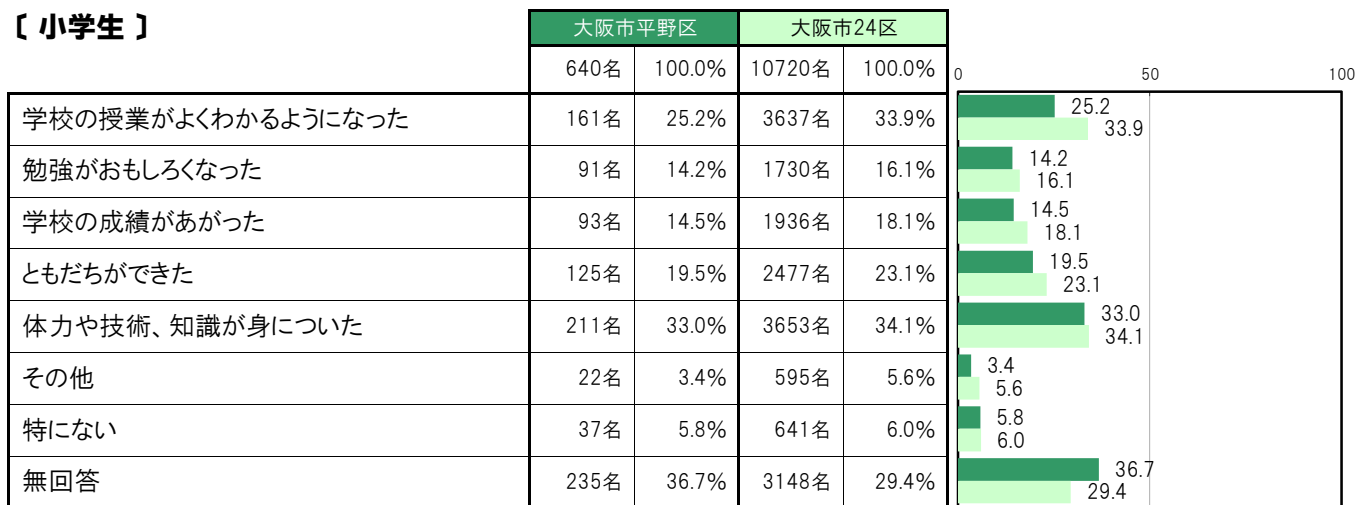 〔 小学生 〕
大阪市平野区 大阪市24区
640名 100.0% 10720名 100.0%
0 50 100
学校の授業がよくわかるようになった 161名 25.2% 3637名 33.9% 25.2
33.9
勉強がおもしろくなった 91名 14.2% 1730名 16.1% 14.2
16.1
学校の成績があがった 93名 14.5% 1936名 18.1% 14.5
18.1
ともだちができた 125名 19.5% 2477名 23.1% 19.5
23.1
体力や技術、知識が身についた 211名 33.0% 3653名 34.1% 33.0
34.1
その他 22名 3.4% 595名 5.6% 3.4
5.6
特にない 37名 5.8% 641名 6.0% 5.8
6.0
無回答 235名 36.7% 3148名 29.4% 36.7
29.4